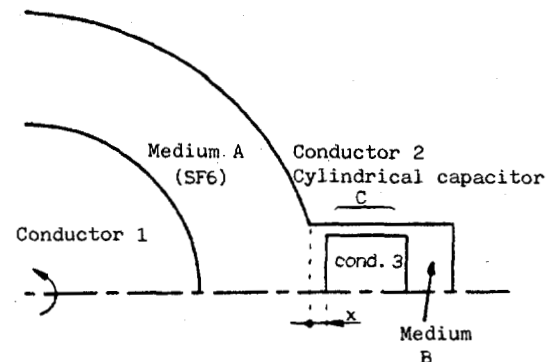 Medium A
(SF6)
Conductor 2
Cylindrical capacitor
C
Conductor 1
cond. 3
x
Medium
B